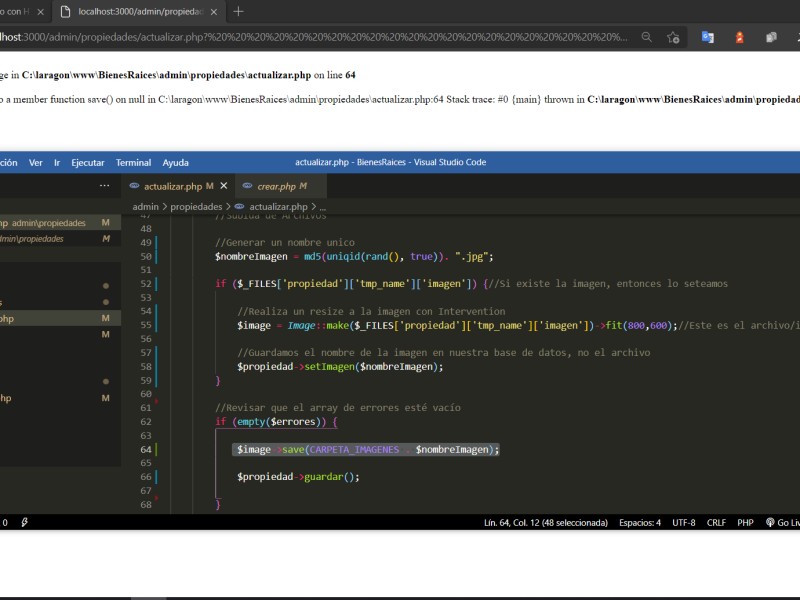 o con H
localhost:3000/admin/propiedad
lhost:3000/admin/propiedades/actualizar.php?%20%20%20%20%20%20%20%20%20%20%20%20%20%20%20%20%20%20%20%20%20%20%20%20%20...
ge in C:\laragon\www\BienesRaices\admin\propiedades\actualizar.php on line 64
o a member function save() on null in C:\laragon\www\BienesRaices\admin\propiedades\actualizar.php:64 Stack trace: #0 {main} thrown in C:\laragon\www\BienesRaices\admin\propiedad
ción Ver Ir Ejecutar Terminal Ayuda actualizar.php - BienesRaices - Visual Studio Code
... actualizar.php M crear.php M
admin > propiedades > actualizar.php > ...
hp admin\propiedades M
dmin\propiedades M
s
php M
M
hp M
47 //Subida de Archivos
48
49 //Generar un nombre unico
50 $nombreImagen = md5(uniqid(rand(), true)). ".jpg";
51
52 if ($_FILES['propiedad']['tmp_name']['imagen']) {//Si existe la imagen, entonces lo seteamos
53
54 //Realiza un resize a la imagen con Intervention
55 $image = Image::make($_FILES['propiedad']['tmp_name']['imagen'])->fit(800,600);//Este es el archivo/i
56
57 //Guardamos el nombre de la imagen en nuestra base de datos, no el archivo
58 $propiedad->setImagen($nombreImagen);
59 }
60
61 //Revisar que el array de errores esté vacío
62 if (empty($errores)) {
63
64 $image->save(CARPETA_IMAGENES . $nombreImagen);
65
66 $propiedad->guardar();
67
68 }
0 Lín. 64, Col. 12 (48 seleccionada) Espacios: 4 UTF-8 CRLF PHP Go Liv